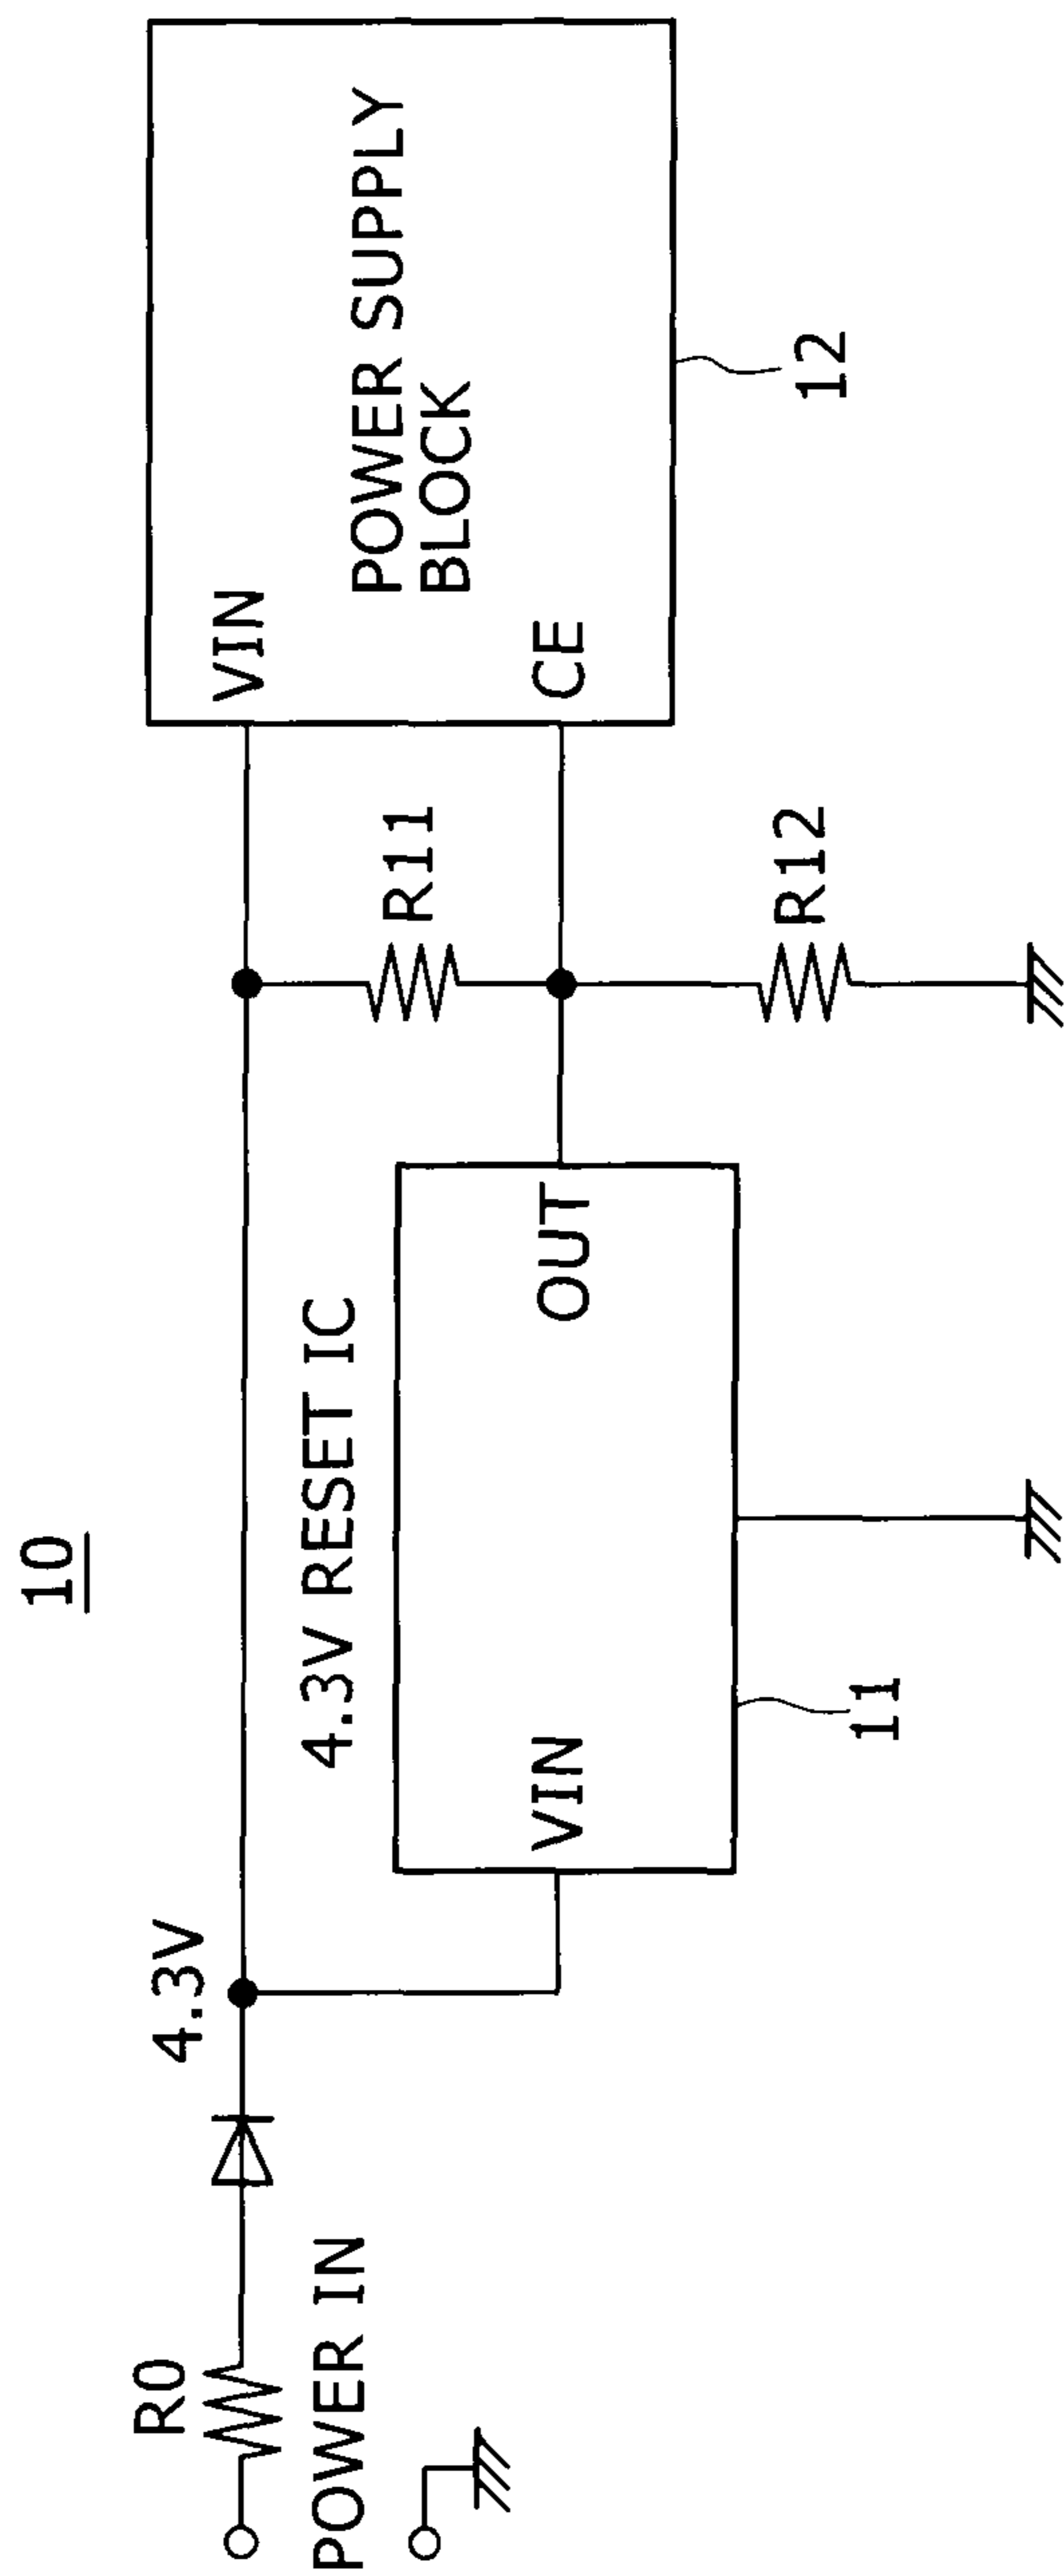 10
R0
POWER IN
4.3V
4.3V RESET IC
VIN
OUT
11
R11
R12
VIN
POWER SUPPLY
BLOCK
CE
12